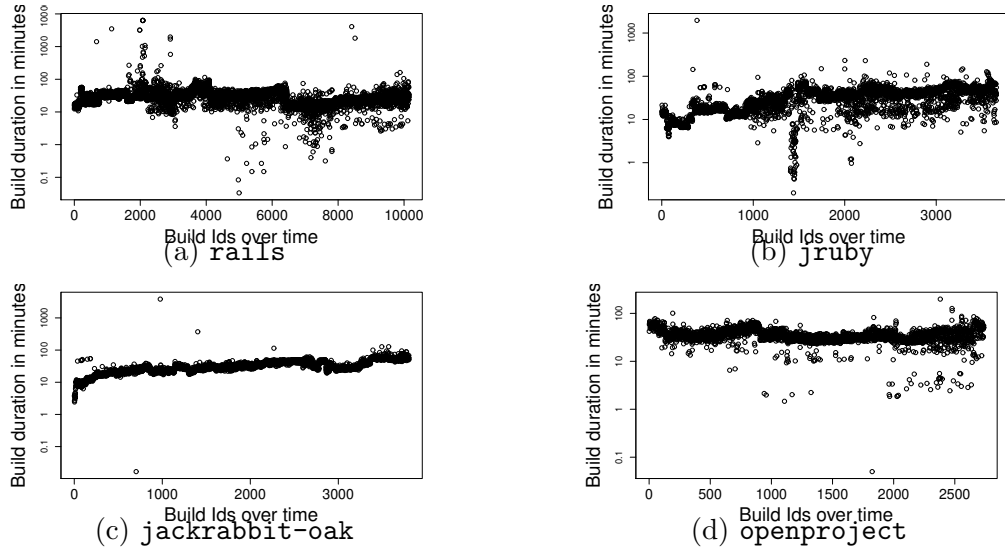 Build duration in minutes
1000
100
10
0.1
0 2000 4000 6000 8000 10000
Build Ids over time
(a) rails
Build duration in minutes
1000
100
10
1
0 1000 2000 3000
Build Ids over time
(b) jruby
Build duration in minutes
1000
100
10
1
0.1
0 1000 2000 3000
Build Ids over time
(c) jackrabbit-oak
Build duration in minutes
100
10
1
0.1
0 500 1000 1500 2000 2500
Build Ids over time
(d) openproject